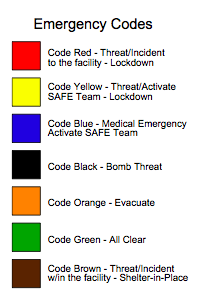 Emergency Codes
Code Red - Threat/Incident
to the facility - Lockdown
Code Yellow - Threat/Activate
SAFE Team - Lockdown
Code Blue - Medical Emergency
Activate SAFE Team
Code Black - Bomb Threat
Code Orange - Evacuate
Code Green - All Clear
Code Brown - Threat/Incident
w/in the facility - Shelter-in-Place